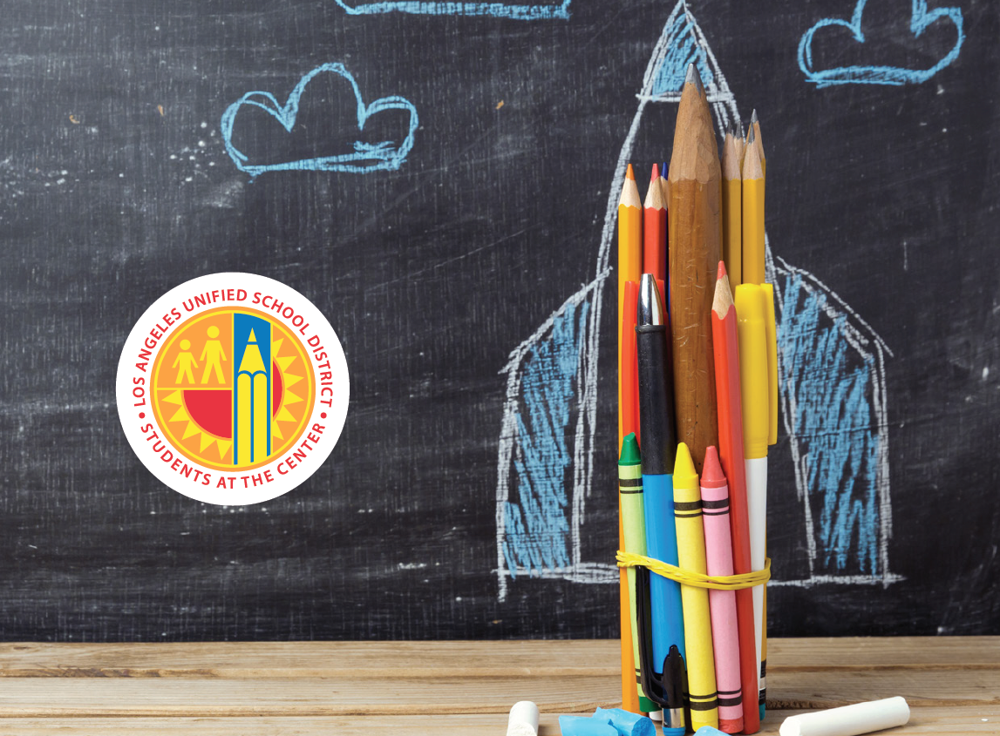 LOS ANGELES UNIFIED SCHOOL DISTRICT
• STUDENTS AT THE CENTER •